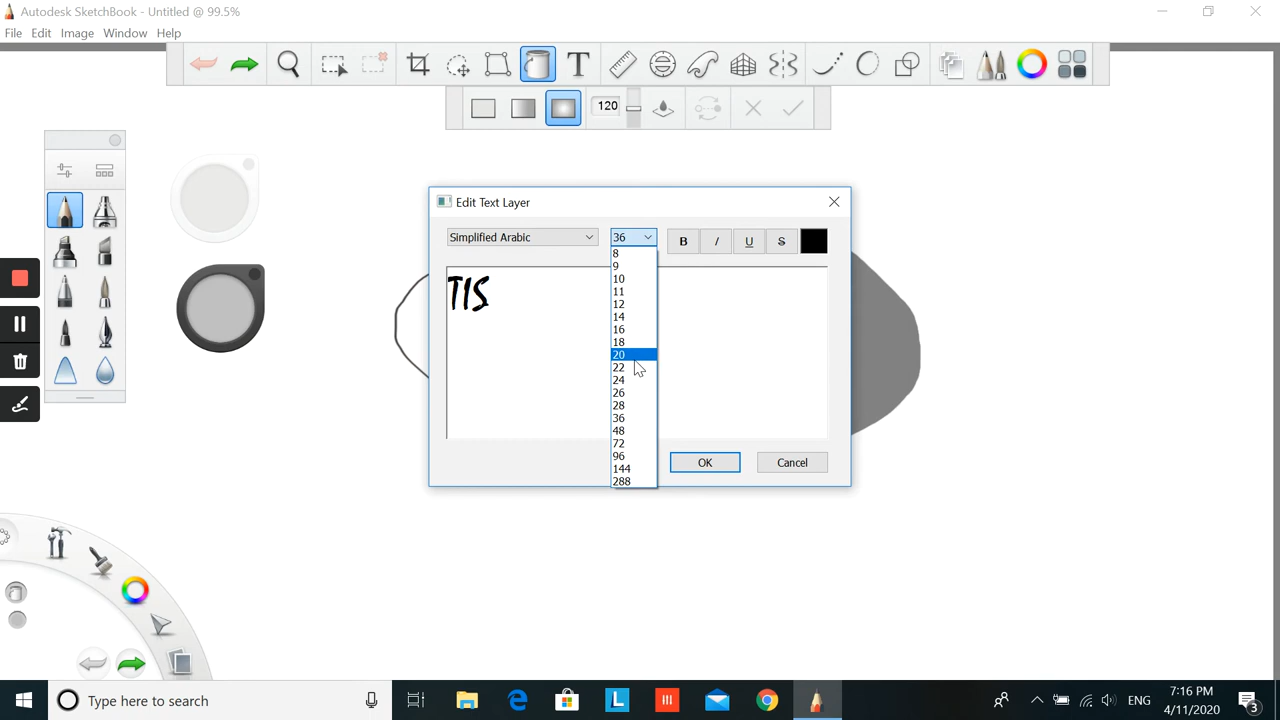 Autodesk SketchBook - Untitled @ 99.5%
File Edit Image Window Help
T
120
Edit Text Layer
Simplified Arabic 36 B I U S
TIS
8
9
10
11
12
14
16
18
20
22
24
26
28
36
48
72
96
144
288
OK Cancel
Type here to search
L
ENG
7:16 PM
4/11/2020
3